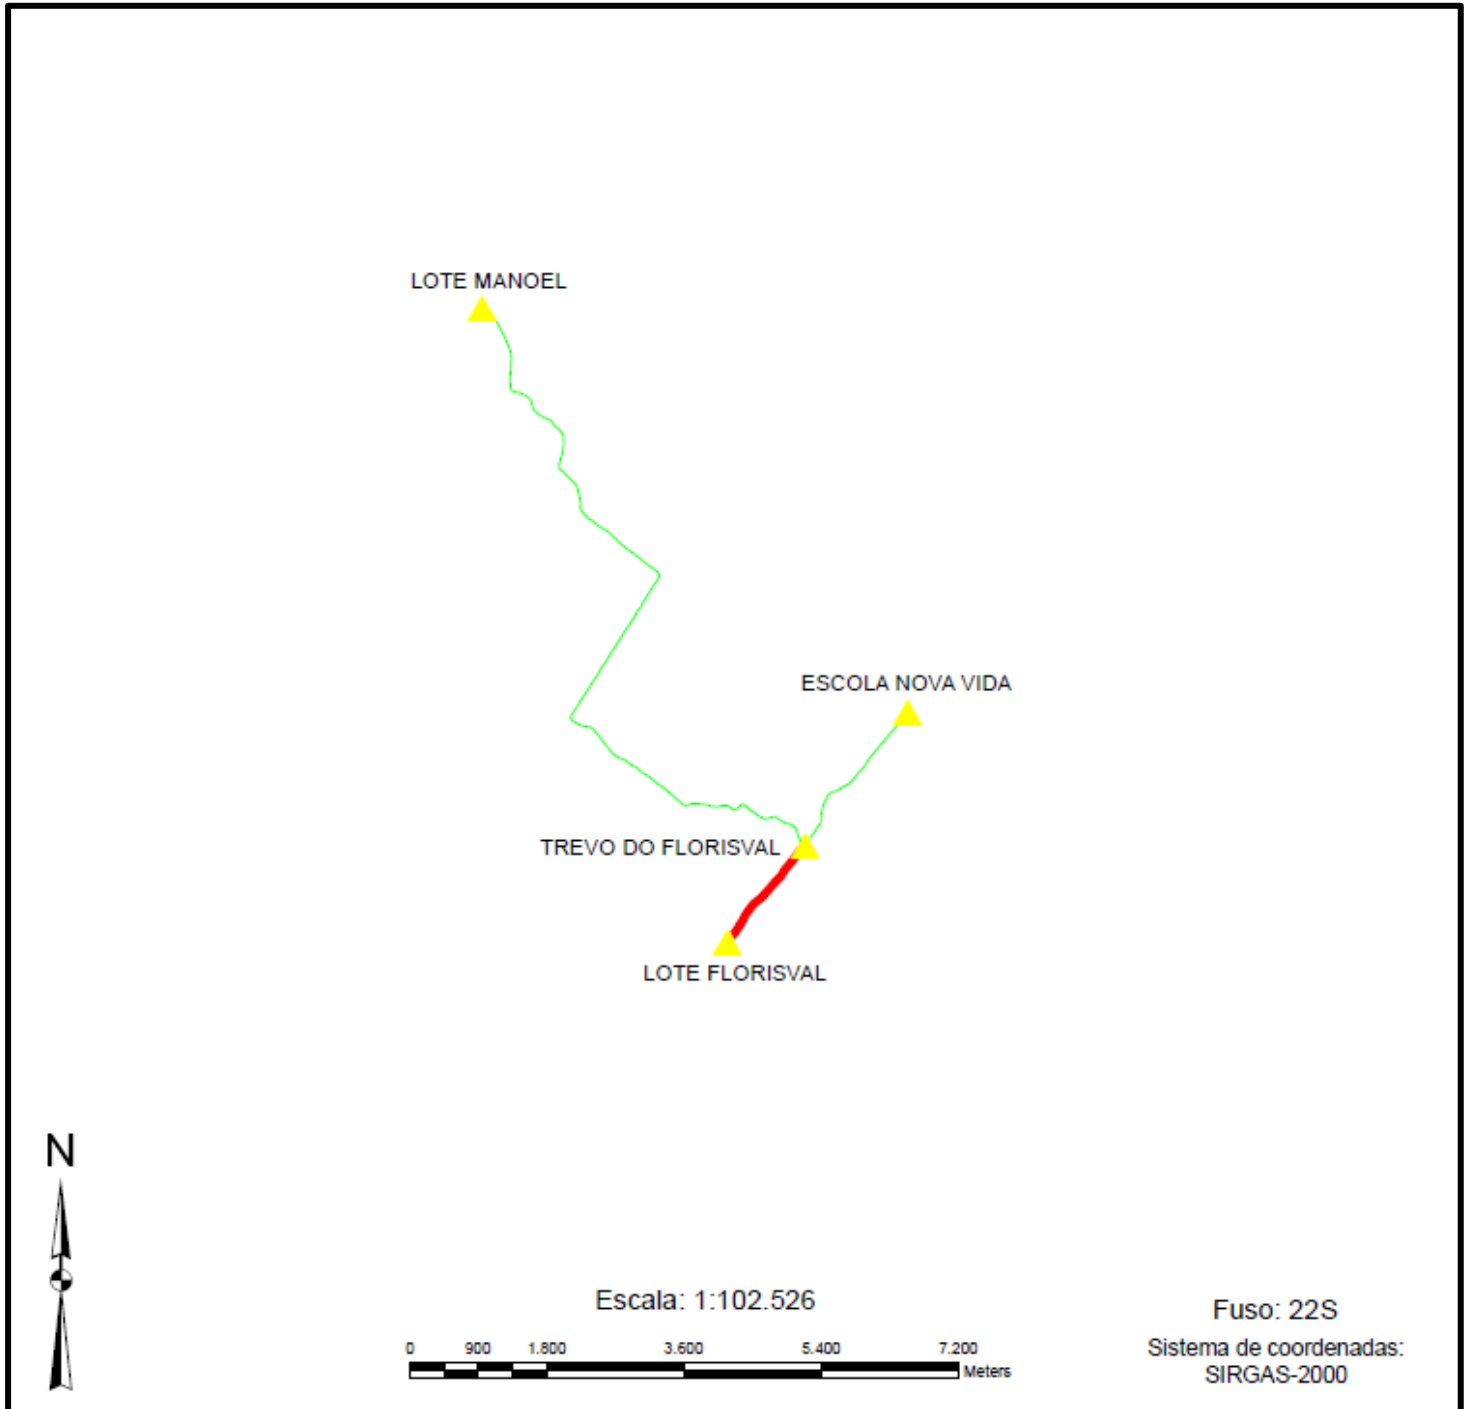 LOTE MANOEL
ESCOLA NOVA VIDA
TREVO DO FLORISVAL
LOTE FLORISVAL
N
Escala: 1:102.526
0 900 1.800 3.600 5.400 7.200
Meters
Fuso: 22S
Sistema de coordenadas:
SIRGAS-2000